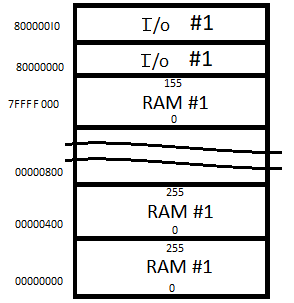 80000010 I/o #1
80000000 I/o #1
155
7FFFF000 RAM #1
0
00000800
255
00000400 RAM #1
0
255
RAM #1
00000000 0